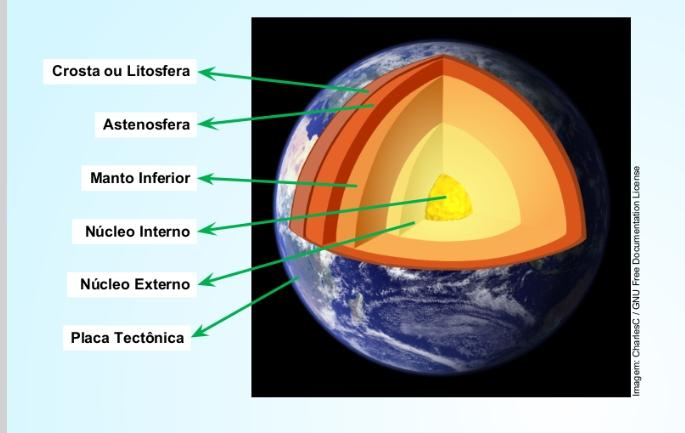 Crosta ou Litosfera
Astenosfera
Manto Inferior
Núcleo Interno
Núcleo Externo
Placa Tectônica
Imagem: CharlesC / GNU Free Documentation License